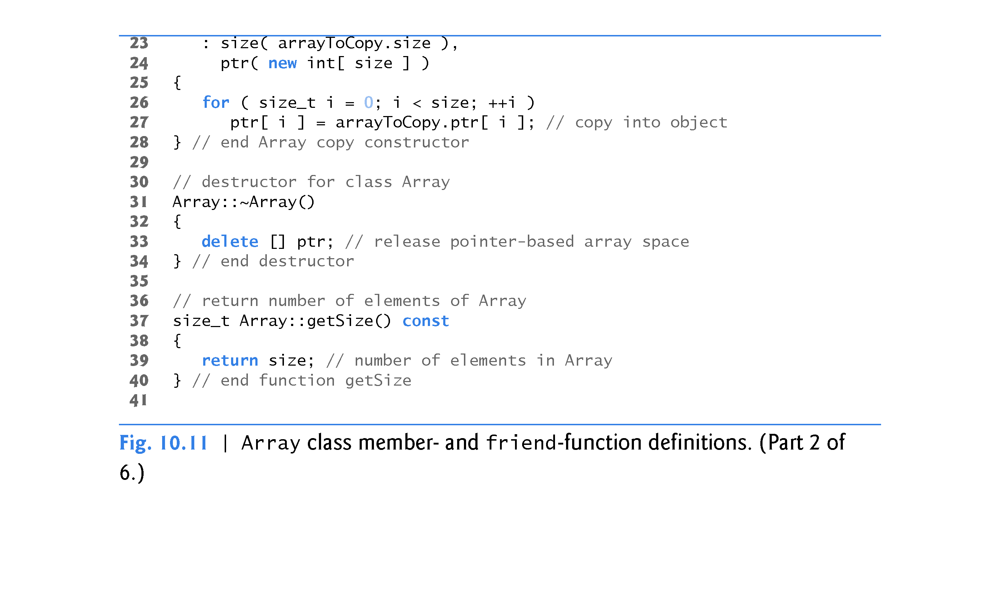 23 : size( arrayToCopy.size ),
24 ptr( new int[ size ] )
25 {
26 for ( size_t i = 0; i < size; ++i )
27 ptr[ i ] = arrayToCopy.ptr[ i ]; // copy into object
28 } // end Array copy constructor
29
30 // destructor for class Array
31 Array::~Array()
32 {
33 delete [] ptr; // release pointer-based array space
34 } // end destructor
35
36 // return number of elements of Array
37 size_t Array::getSize() const
38 {
39 return size; // number of elements in Array
40 } // end function getSize
41
Fig. 10.11 | Array class member- and friend-function definitions. (Part 2 of
6.)